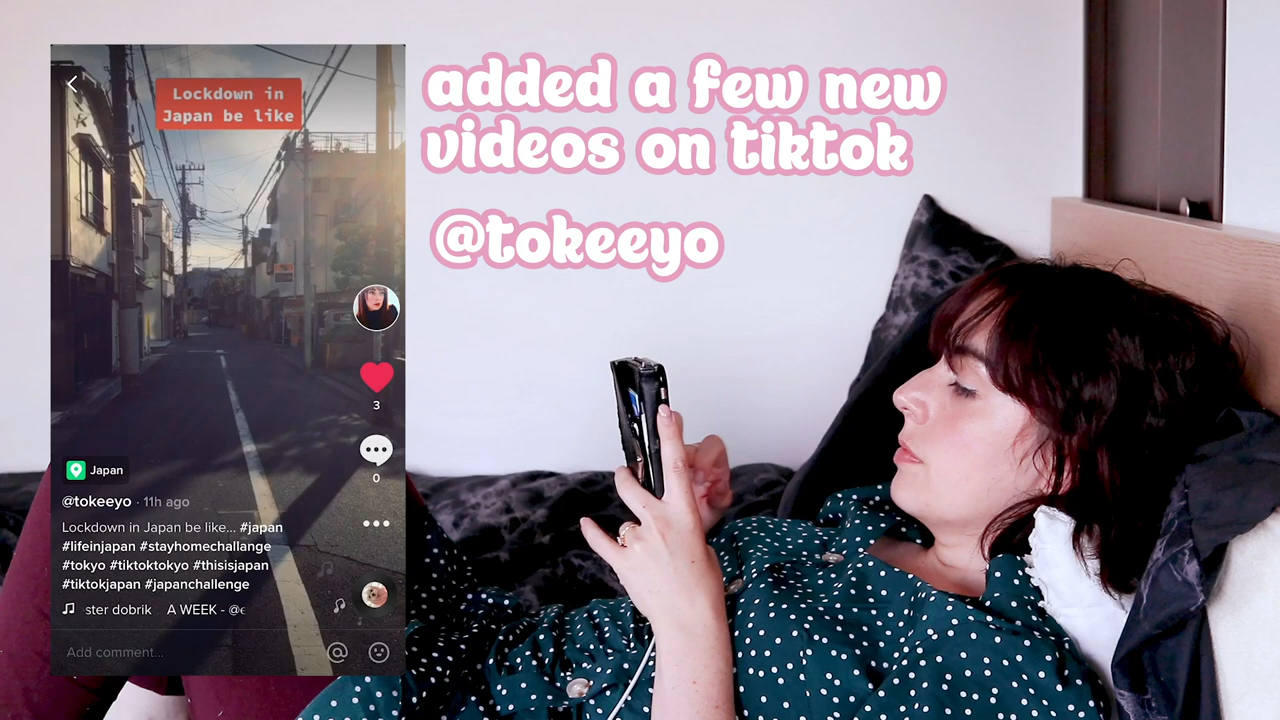 Lockdown in
Japan be like
added a few new
videos on tiktok
@tokeeyo
3
0
Japan
@tokeeyo · 11h ago
Lockdown in Japan be like... #japan
#lifeinjapan #stayhomechallange
#tokyo #tiktoktokyo #thisisjapan
#tiktokjapan #japanchallenge
ster dobrik A WEEK - @
Add comment...